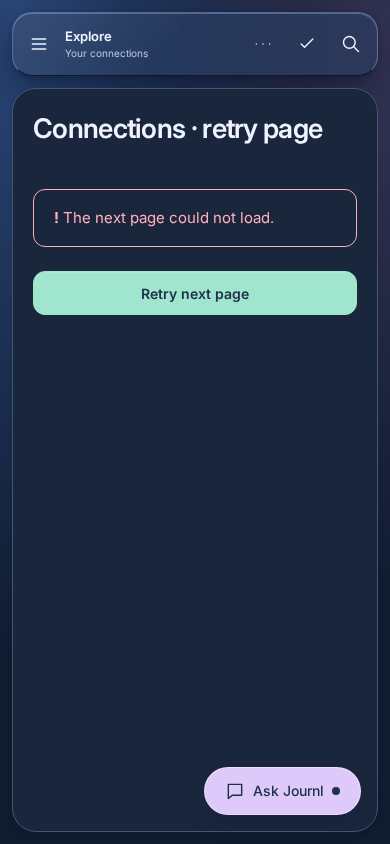 Explore
Your connections
...
Connections · retry page
! The next page could not load.
Retry next page
Ask Journl